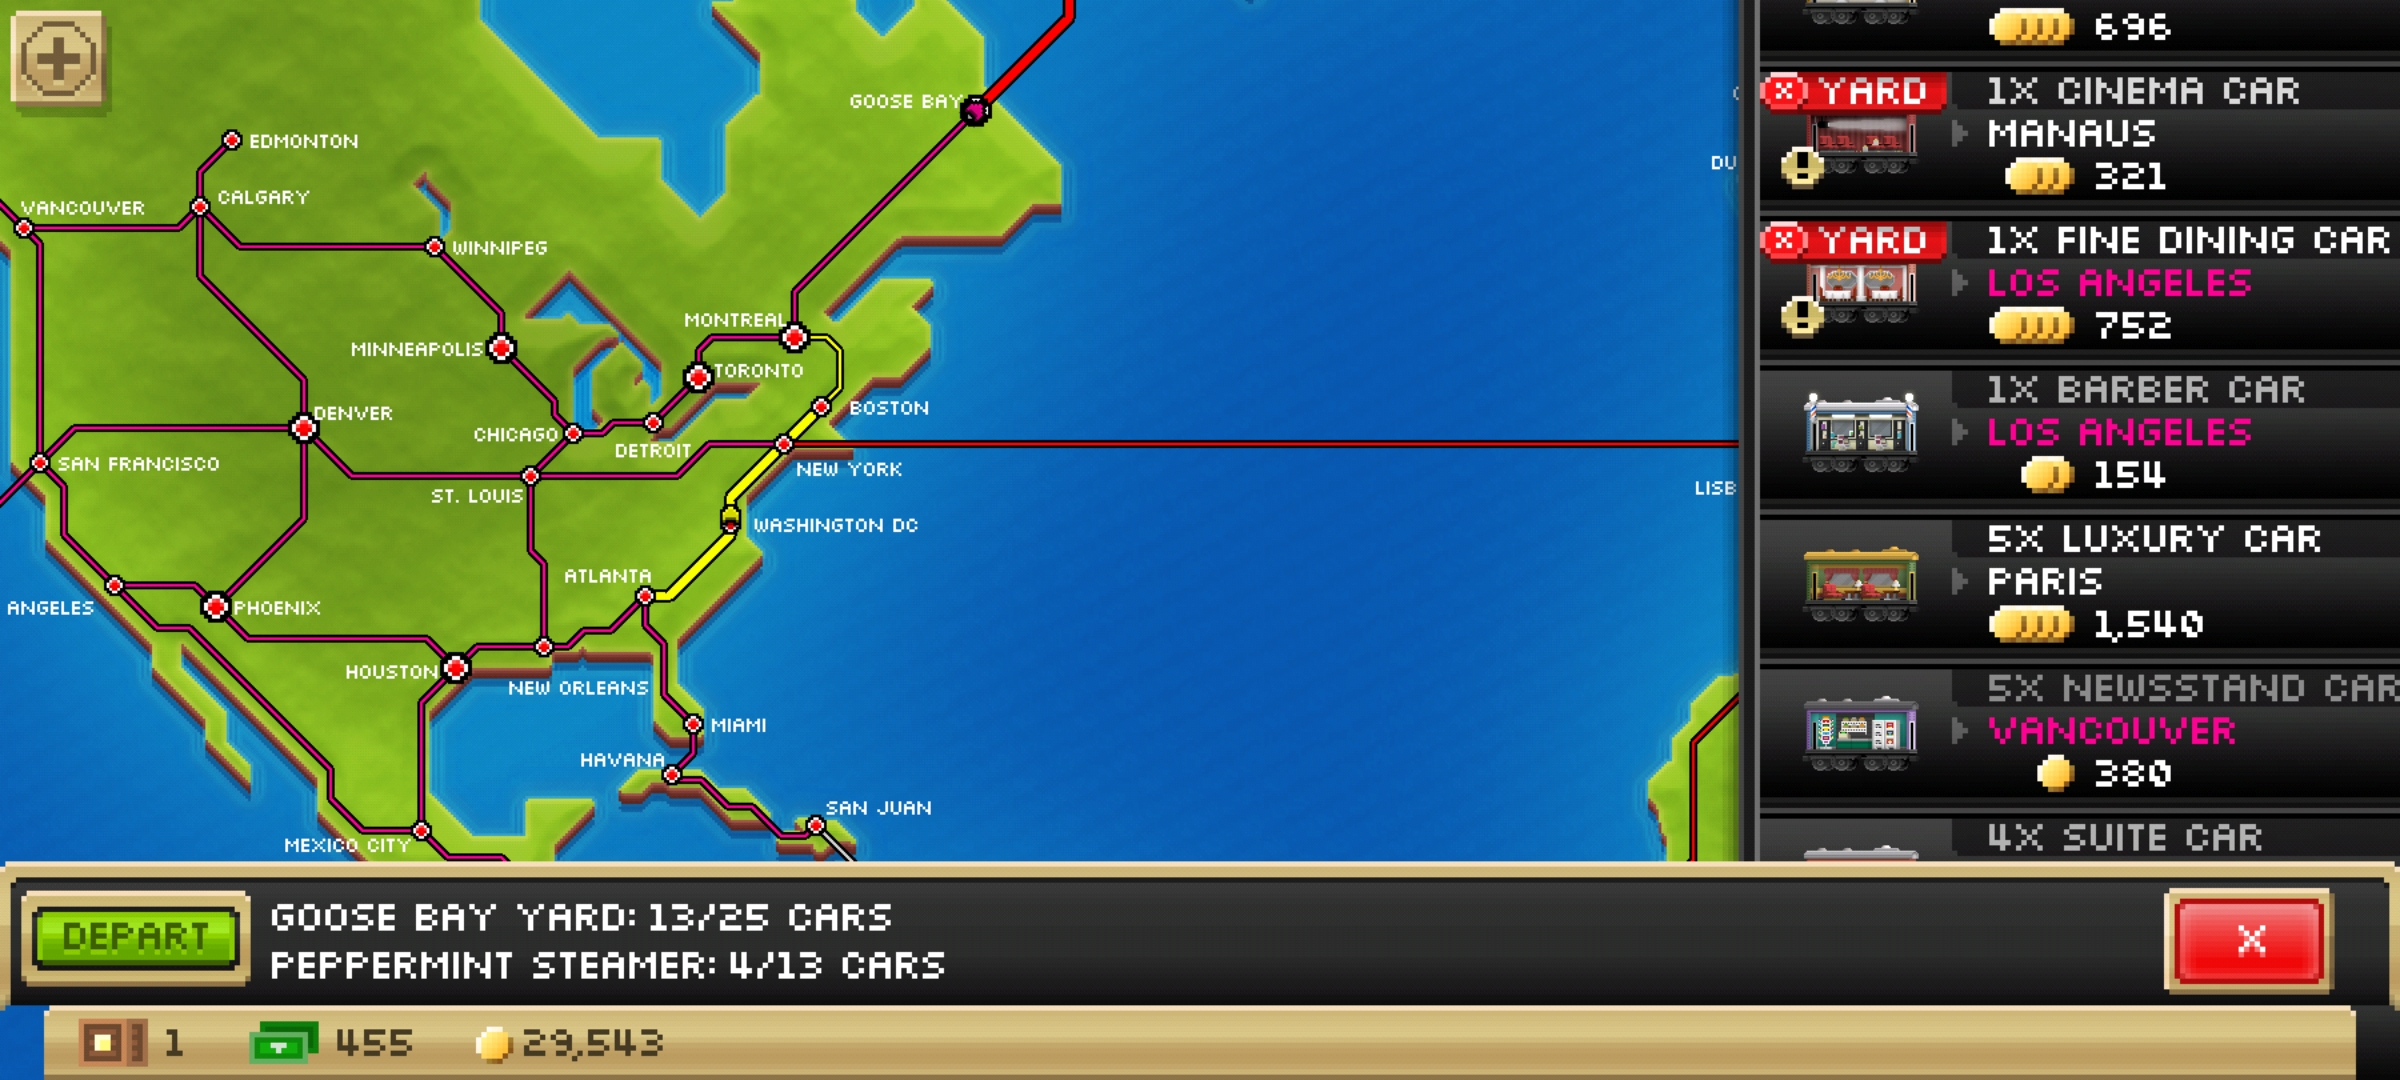 GOOSE BAY
EDMONTON
CALGARY
VANCOUVER
WINNIPEG
MONTREAL
MINNEAPOLIS
TORONTO
DENVER
BOSTON
CHICAGO
DETROIT
SAN FRANCISCO
NEW YORK
ST. LOUIS
WASHINGTON DC
ATLANTA
ANGELES
PHOENIX
HOUSTON
NEW ORLEANS
MIAMI
HAVANA
SAN JUAN
MEXICO CITY
DU
LISB
696
YARD
1X CINEMA CAR
MANAUS
321
YARD
1X FINE DINING CAR
LOS ANGELES
752
1X BARBER CAR
LOS ANGELES
154
5X LUXURY CAR
PARIS
1,540
5X NEWSSTAND CAR
VANCOUVER
380
4X SUITE CAR
DEPART
GOOSE BAY YARD: 13/25 CARS
PEPPERMINT STEAMER: 4/13 CARS
X
1
455
29,543